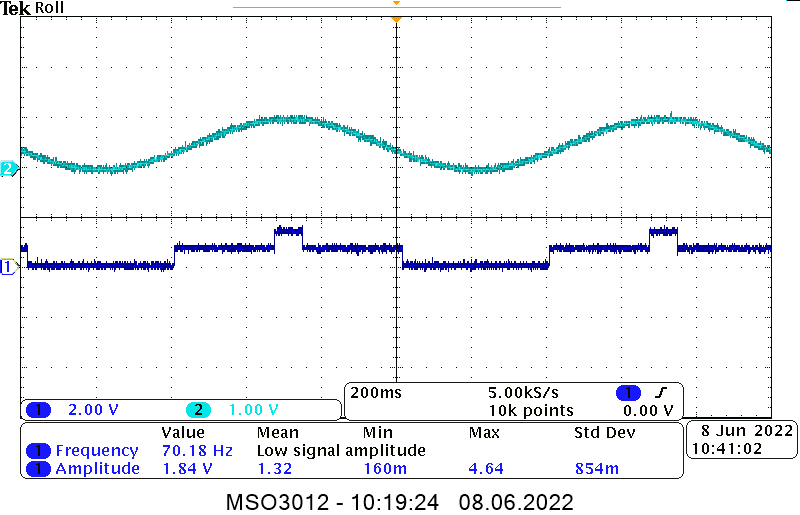 Tek Roll
2
1
1 2.00 V 2 1.00 V
200ms 5.00kS/s 1
10k points 0.00 V
Value Mean Min Max Std Dev
1 Frequency 70.18 Hz Low signal amplitude
1 Amplitude 1.84 V 1.32 160m 4.64 854m
8 Jun 2022
10:41:02
MSO3012 - 10:19:24 08.06.2022